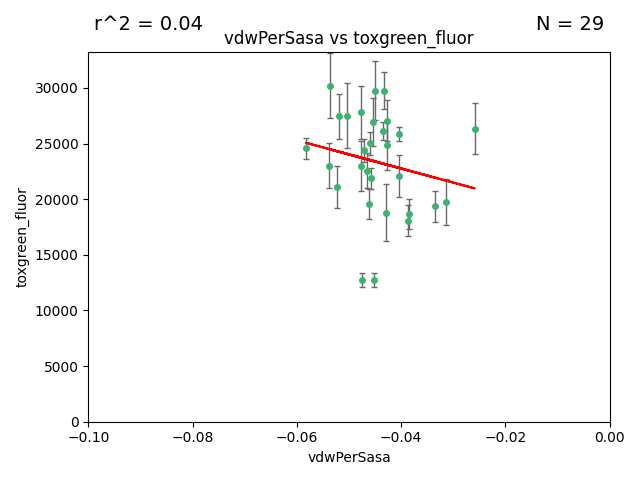 r^2 = 0.04
N = 29
vdwPerSasa vs toxgreen_fluor
30000
25000
20000
15000
10000
5000
0
toxgreen_fluor
−0.10 −0.08 −0.06 −0.04 −0.02 0.00
vdwPerSasa